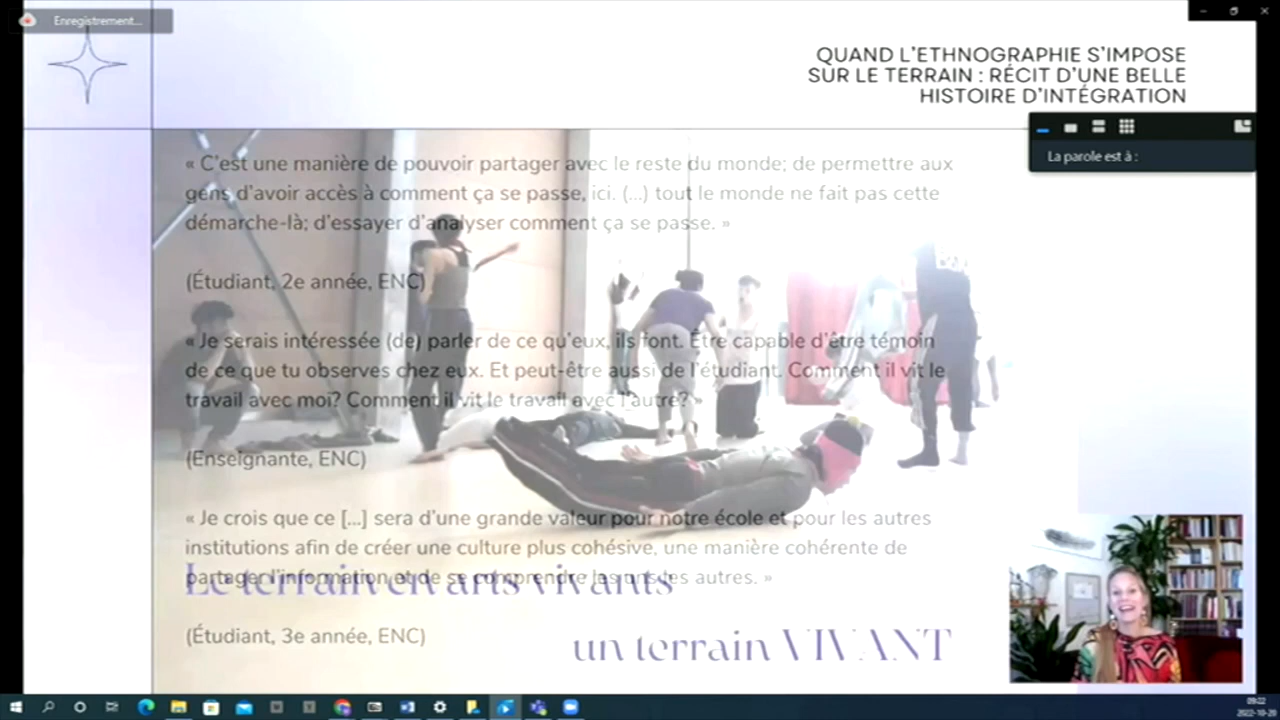 Enregistrement...
QUAND L'ETHNOGRAPHIE S'IMPOSE
SUR LE TERRAIN : RÉCIT D'UNE BELLE
HISTOIRE D'INTÉGRATION
La parole est à :
« C'est une manière de pouvoir partager avec le reste du monde; de permettre aux
gens d'avoir accès à comment ça se passe, ici. (...) tout le monde ne fait pas cette
démarche-là; d'essayer d'analyser comment ça se passe. »
(Étudiant, 2e année, ENC)
« Je serais intéressée (de) parler de ce qu'eux, ils font. Être capable d'être témoin
de ce que tu observes chez eux. Et peut-être aussi de l'étudiant. Comment il vit le
travail avec moi? Comment il vit le travail avec l'autre? »
(Enseignante, ENC)
« Je crois que ce [...] sera d'une grande valeur pour notre école et pour les autres
institutions afin de créer une culture plus cohésive, une manière cohérente de
partager l'information et de se comprendre les uns les autres. »
Le terrain en arts vivants
(Étudiant, 3e année, ENC)
un terrain VIVANT
09:22
2022-10-20